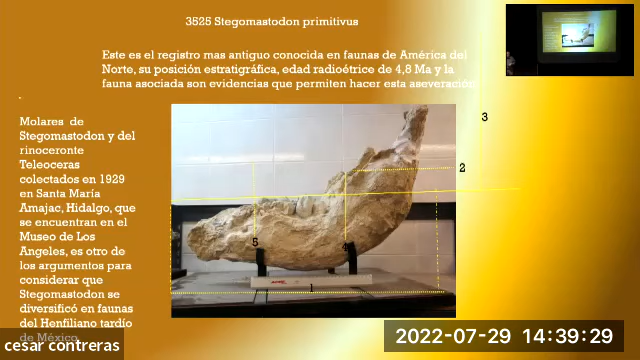 3525 Stegomastodon primitivus
Este es el registro mas antiguo conocida en faunas de América del
Norte, su posición estratigráfica, edad radioétrice de 4,8 Ma y la
fauna asociada son evidencias que permiten hacer esta aseveración
Molares de
Stegomastodon y del
rinoceronte
Teleoceras
colectados en 1929
en Santa María
Amajac, Hidalgo, que
se encuentran en el
Museo de Los
Angeles, es otro de
los argumentos para
considerar que
Stegomastodon se
diversificó en faunas
del Henfiliano tardío
de México
3
2
5
4
1
cesar contreras
2022-07-29 14:39:29